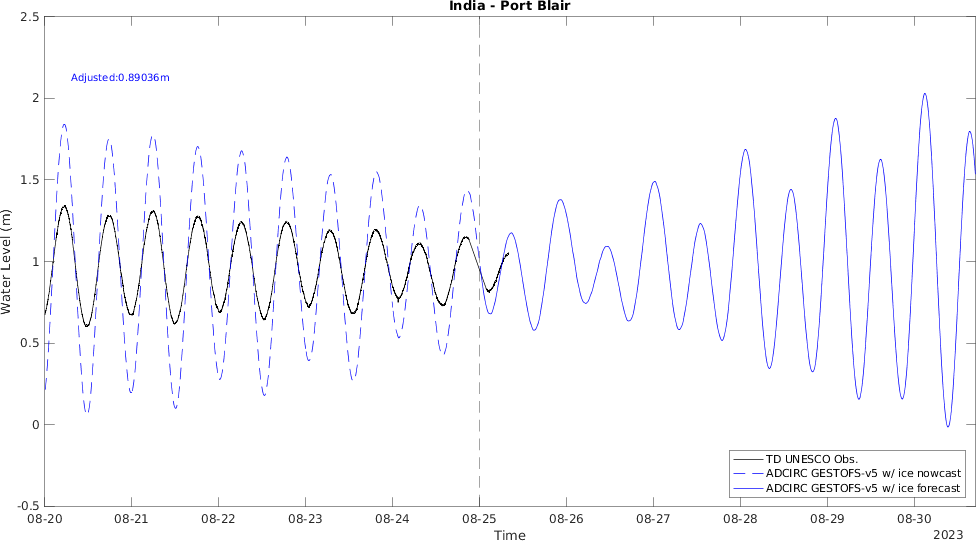 India - Port Blair
2.5
2
1.5
1
0.5
0
-0.5
Water Level (m)
Adjusted:0.89036m
TD UNESCO Obs.
ADCIRC GESTOFS-v5 w/ ice nowcast
ADCIRC GESTOFS-v5 w/ ice forecast
08-20 08-21 08-22 08-23 08-24 08-25 08-26 08-27 08-28 08-29 08-30
Time
2023